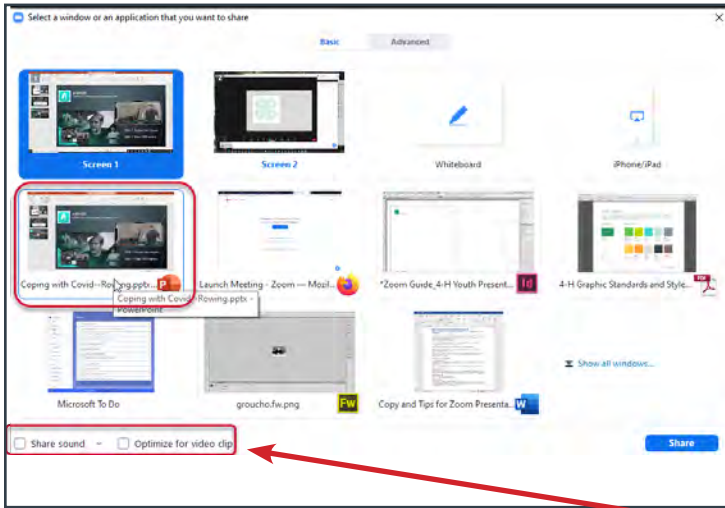 Select a window or an application that you want to share
Basic Advanced
Screen 1 Screen 2 Whiteboard iPhone/iPad
Coping with Covid--Rowing.pptx... Launch Meeting - Zoom — Mozil... *Zoom Guide_4-H Youth Present... 4-H Graphic Standards and Style...
P Id PDF
Coping with Covid--Rowing.pptx -
PowerPoint
Show all windows...
Microsoft To Do groucho.fw.png Fw Copy and Tips for Zoom Presenta... W
Share sound Optimize for video clip Share